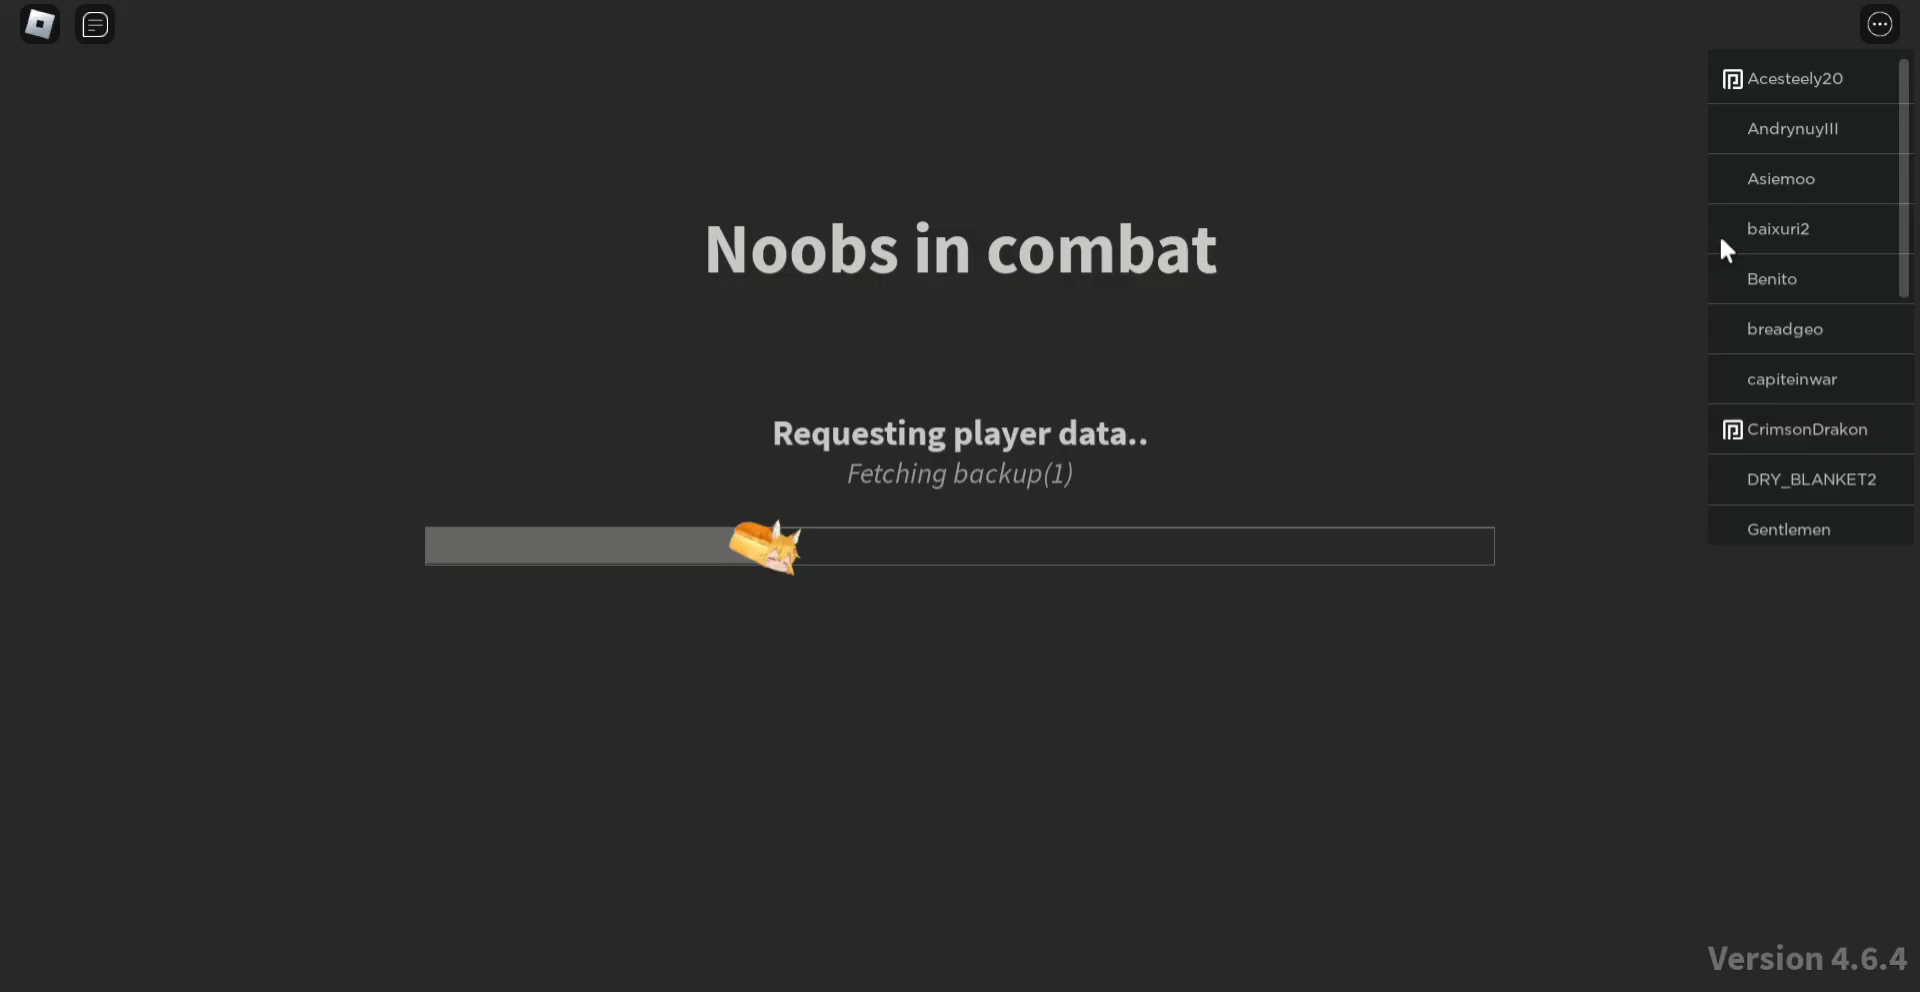 Acesteely20
AndrynuyIII
Asiemoo
baixuri2
Benito
breadgeo
capiteinwar
CrimsonDrakon
DRY_BLANKET2
Gentlemen
Noobs in combat
Requesting player data..
Fetching backup(1)
Version 4.6.4